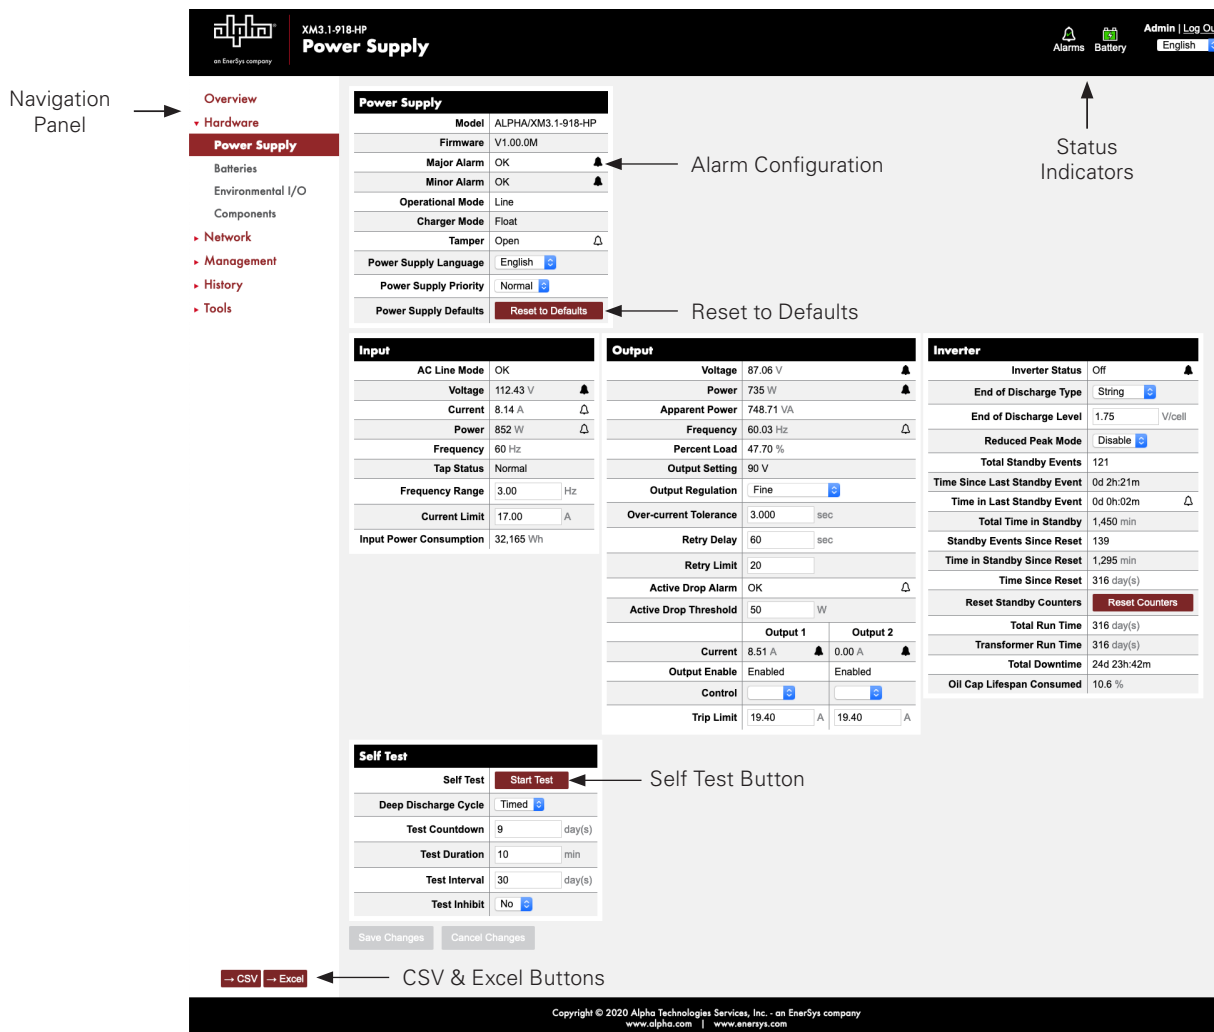 alpha
an EnerSys company
XM3.1-918-HP
Power Supply
Alarms
Battery
Admin | Log Ou
English
Navigation
Panel
Overview
Hardware
Power Supply
Batteries
Environmental I/O
Components
Network
Management
History
Tools
Status
Indicators
Power Supply
Model ALPHA/XM3.1-918-HP
Firmware V1.00.0M
Major Alarm OK
Alarm Configuration
Minor Alarm OK
Operational Mode Line
Charger Mode Float
Tamper Open
Power Supply Language English
Power Supply Priority Normal
Power Supply Defaults Reset to Defaults
Reset to Defaults
Input
AC Line Mode OK
Voltage 112.43 V
Current 8.14 A
Power 852 W
Frequency 60 Hz
Tap Status Normal
Frequency Range 3.00 Hz
Current Limit 17.00 A
Input Power Consumption 32,165 Wh
Output
Voltage 87.06 V
Power 735 W
Apparent Power 748.71 VA
Frequency 60.03 Hz
Percent Load 47.70 %
Output Setting 90 V
Output Regulation Fine
Over-current Tolerance 3.000 sec
Retry Delay 60 sec
Retry Limit 20
Active Drop Alarm OK
Active Drop Threshold 50 W
Output 1 Output 2
Current 8.51 A 0.00 A
Output Enable Enabled Enabled
Control
Trip Limit 19.40 A 19.40 A
Inverter
Inverter Status Off
End of Discharge Type String
End of Discharge Level 1.75 V/cell
Reduced Peak Mode Disable
Total Standby Events 121
Time Since Last Standby Event 0d 2h:21m
Time in Last Standby Event 0d 0h:02m
Total Time in Standby 1,450 min
Standby Events Since Reset 139
Time in Standby Since Reset 1,295 min
Time Since Reset 316 day(s)
Reset Standby Counters Reset Counters
Total Run Time 316 day(s)
Transformer Run Time 316 day(s)
Total Downtime 24d 23h:42m
Oil Cap Lifespan Consumed 10.6 %
Self Test
Self Test Start Test
Self Test Button
Deep Discharge Cycle Timed
Test Countdown 9 day(s)
Test Duration 10 min
Test Interval 30 day(s)
Test Inhibit No
Save Changes Cancel Changes
→ CSV → Excel
CSV & Excel Buttons
Copyright © 2020 Alpha Technologies Services, Inc. - an EnerSys company
www.alpha.com | www.enersys.com